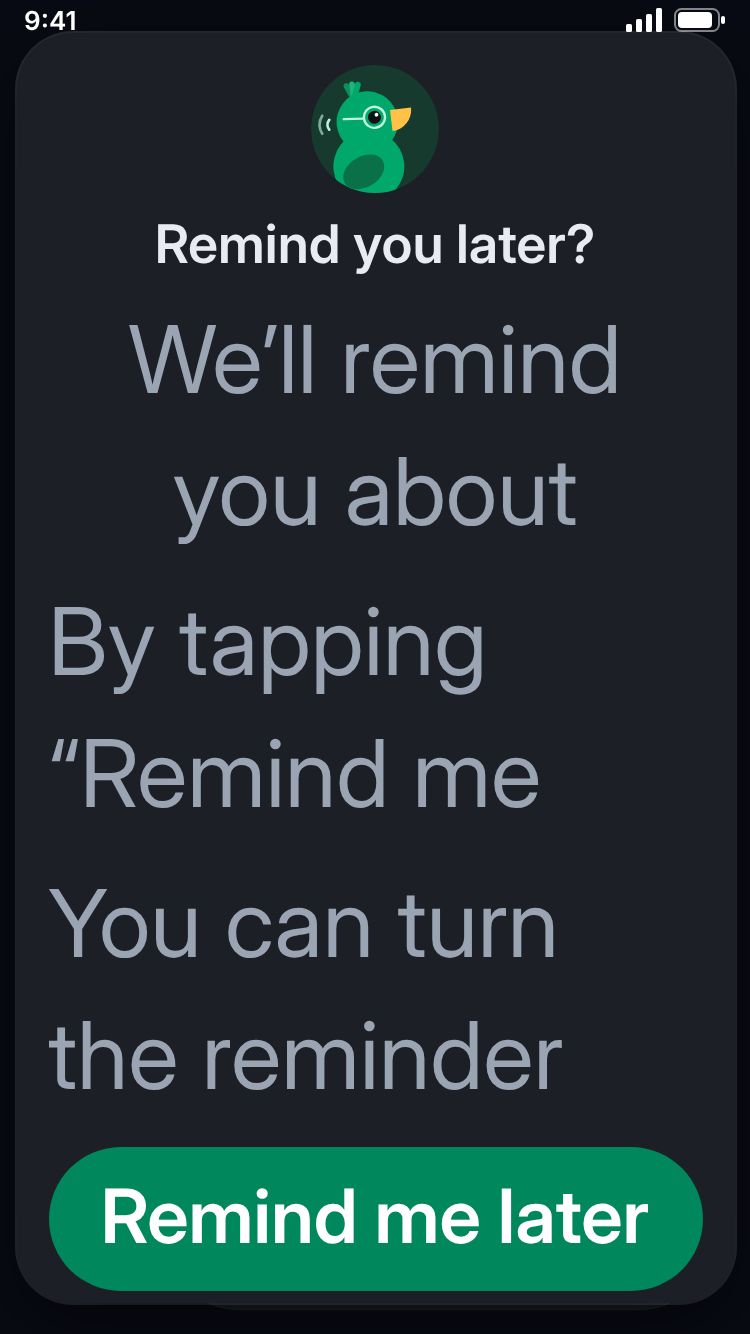 9:41
Remind you later?
We’ll remind
you about
By tapping
“Remind me
You can turn
the reminder
Remind me later